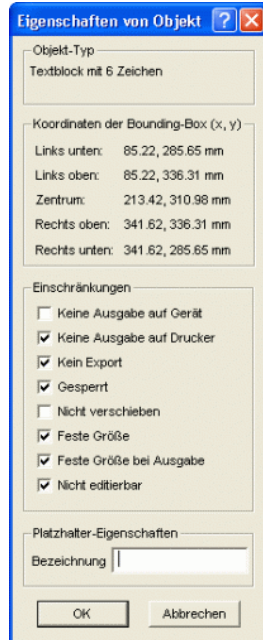 Eigenschaften von Objekt
Objekt-Typ
Textblock mit 6 Zeichen
Koordinaten der Bounding-Box (x, y)
Links unten: 85.22, 285.65 mm
Links oben: 85.22, 336.31 mm
Zentrum: 213.42, 310.98 mm
Rechts oben: 341.62, 336.31 mm
Rechts unten: 341.62, 285.65 mm
Einschränkungen
Keine Ausgabe auf Gerät
Keine Ausgabe auf Drucker
Kein Export
Gesperrt
Nicht verschieben
Feste Größe
Feste Größe bei Ausgabe
Nicht editierbar
Platzhalter-Eigenschaften
Bezeichnung
OK Abbrechen